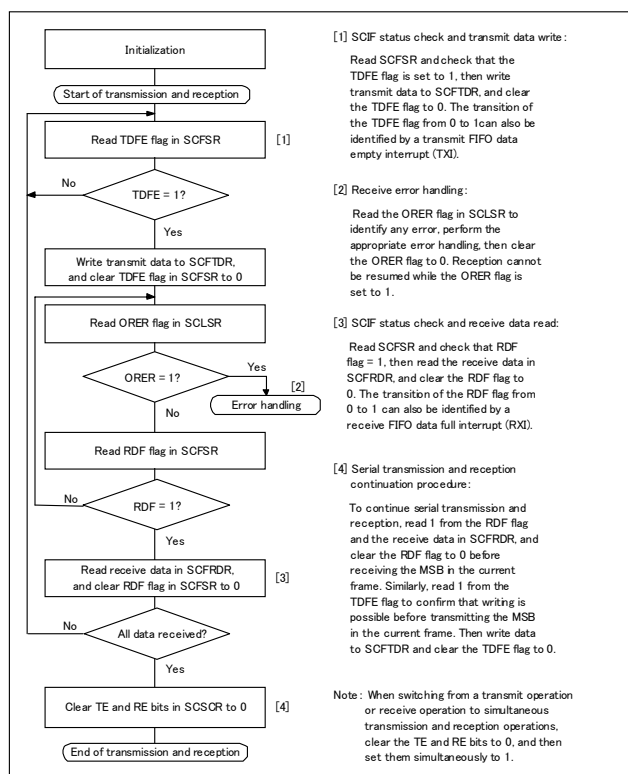 Initialization
Start of transmission and reception
Read TDFE flag in SCFSR
[1]
No
TDFE = 1?
Yes
Write transmit data to SCFTDR,
and clear TDFE flag in SCFSR to 0
Read ORER flag in SCLSR
ORER = 1?
Yes
[2]
Error handling
No
Read RDF flag in SCFSR
No
RDF = 1?
Yes
Read receive data in SCFRDR,
and clear RDF flag in SCFSR to 0
[3]
No
All data received?
Yes
Clear TE and RE bits in SCSCR to 0
[4]
End of transmission and reception
[1] SCIF status check and transmit data write:
Read SCFSR and check that the
TDFE flag is set to 1, then write
transmit data to SCFTDR, and clear
the TDFE flag to 0. The transition of
the TDFE flag from 0 to 1can also be
identified by a transmit FIFO data
empty interrupt (TXI).
[2] Receive error handling:
Read the ORER flag in SCLSR to
identify any error, perform the
appropriate error handling, then clear
the ORER flag to 0. Reception cannot
be resumed while the ORER flag is
set to 1.
[3] SCIF status check and receive data read:
Read SCFSR and check that RDF
flag = 1, then read the receive data in
SCFRDR, and clear the RDF flag to
0. The transition of the RDF flag from
0 to 1 can also be identified by a
receive FIFO data full interrupt (RXI).
[4] Serial transmission and reception
continuation procedure:
To continue serial transmission and
reception, read 1 from the RDF flag
and the receive data in SCFRDR, and
clear the RDF flag to 0 before
receiving the MSB in the current
frame. Similarly, read 1 from the
TDFE flag to confirm that writing is
possible before transmitting the MSB
in the current frame. Then write data
to SCFTDR and clear the TDFE flag to 0.
Note: When switching from a transmit operation
or receive operation to simultaneous
transmission and reception operations,
clear the TE and RE bits to 0, and then
set them simultaneously to 1.